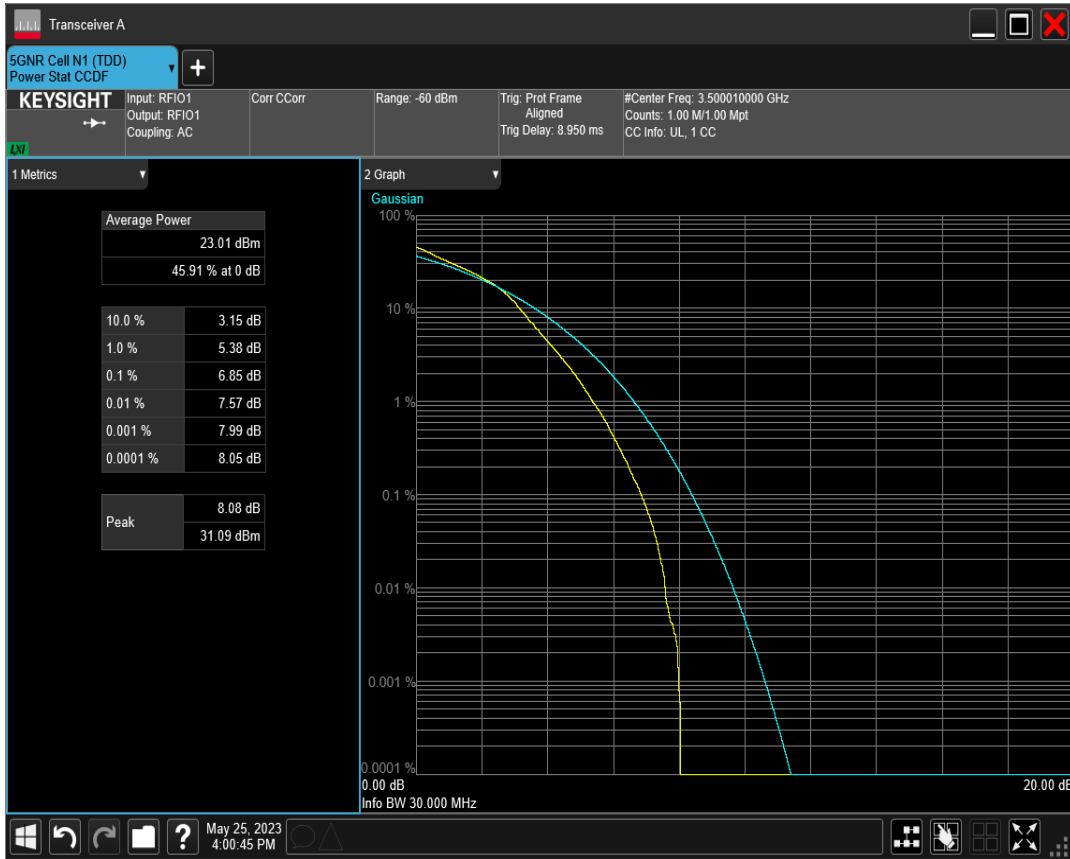 Transceiver A
5GNR Cell N1 (TDD)
Power Stat CCDF
+
KEYSIGHT
LXI
Input: RFIO1
Output: RFIO1
Coupling: AC
Corr CCorr
Range: -60 dBm
Trig: Prot Frame
Aligned
Trig Delay: 8.950 ms
#Center Freq: 3.500010000 GHz
Counts: 1.00 M/1.00 Mpt
CC Info: UL, 1 CC
1 Metrics
Average Power
23.01 dBm
45.91 % at 0 dB
10.0 % 3.15 dB
1.0 % 5.38 dB
0.1 % 6.85 dB
0.01 % 7.57 dB
0.001 % 7.99 dB
0.0001 % 8.05 dB
Peak
8.08 dB
31.09 dBm
2 Graph
Gaussian
100 %
10 %
1 %
0.1 %
0.01 %
0.001 %
0.0001 %
0.00 dB 20.00 dB
Info BW 30.000 MHz
?
May 25, 2023
4:00:45 PM